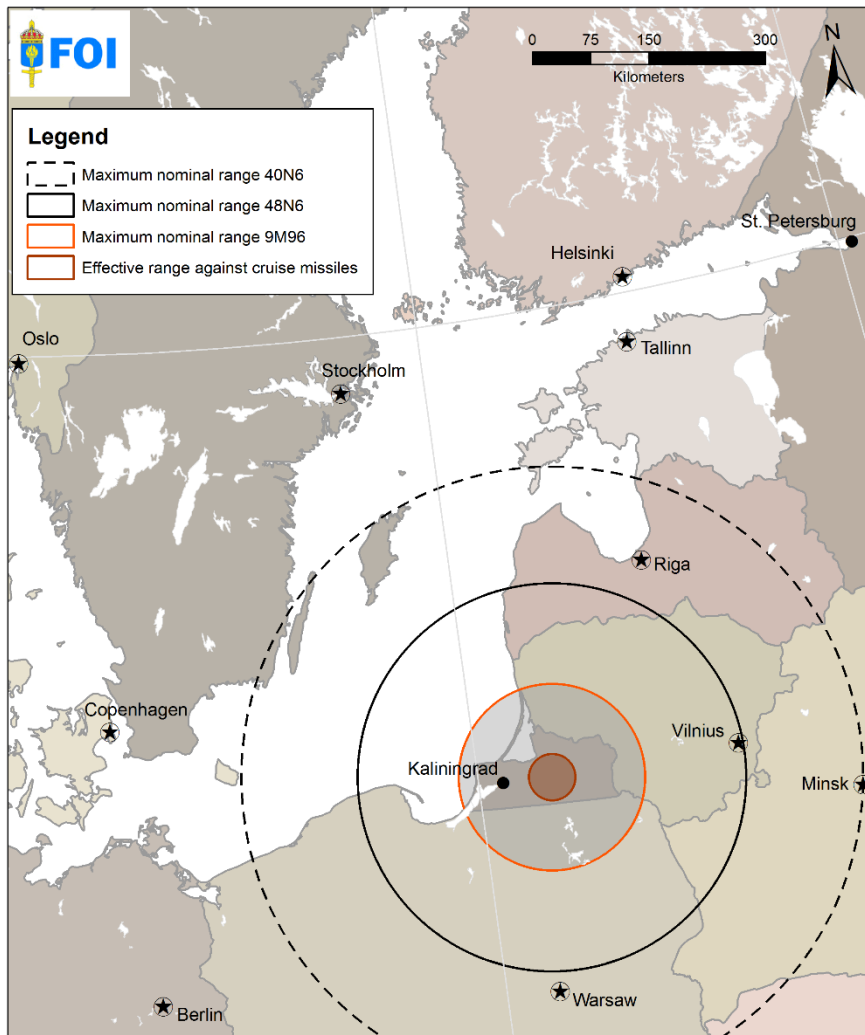 FOI
0 75 150 300
Kilometers
N
Legend
Maximum nominal range 40N6
Maximum nominal range 48N6
Maximum nominal range 9M96
Effective range against cruise missiles
St. Petersburg
Helsinki
Oslo
Tallinn
Stockholm
Riga
Copenhagen
Vilnius
Kaliningrad
Minsk
Warsaw
Berlin